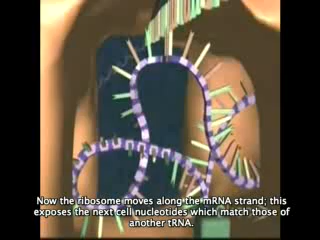 Now the ribosome moves along the mRNA strand; this
exposes the next cell nucleotides which match those of
another tRNA.